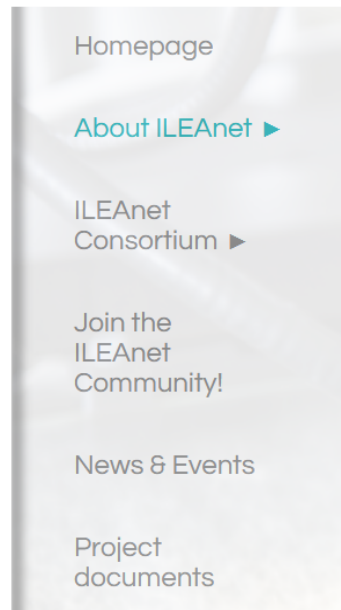 Homepage
About ILEAnet ►
ILEAnet
Consortium ►
Join the
ILEAnet
Community!
News & Events
Project
documents